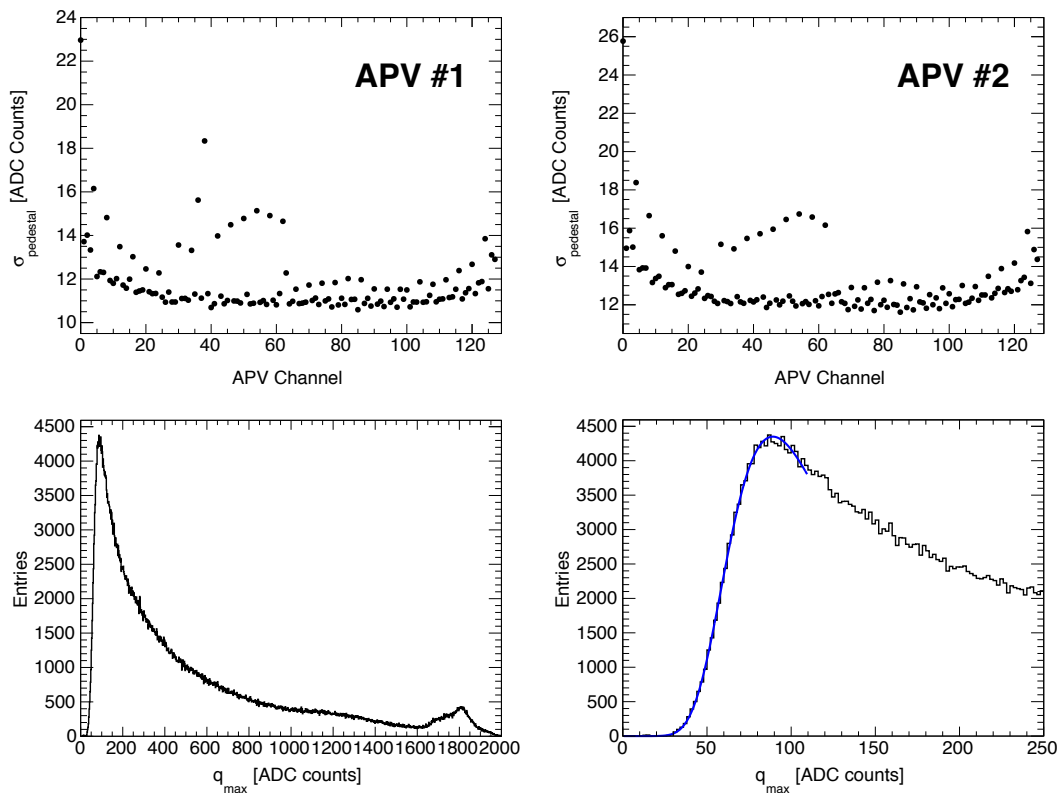 24
22
20
18
16
14
12
10
σpedestal [ADC Counts]
APV #1
0 20 40 60 80 100 120
APV Channel
26
24
22
20
18
16
14
12
σpedestal [ADC Counts]
APV #2
0 20 40 60 80 100 120
APV Channel
4500
4000
3500
3000
2500
2000
1500
1000
500
0
Entries
0 200 400 600 800 1000 1200 1400 1600 1800 2000
qmax [ADC counts]
4500
4000
3500
3000
2500
2000
1500
1000
500
0
Entries
0 50 100 150 200 250
qmax [ADC counts]